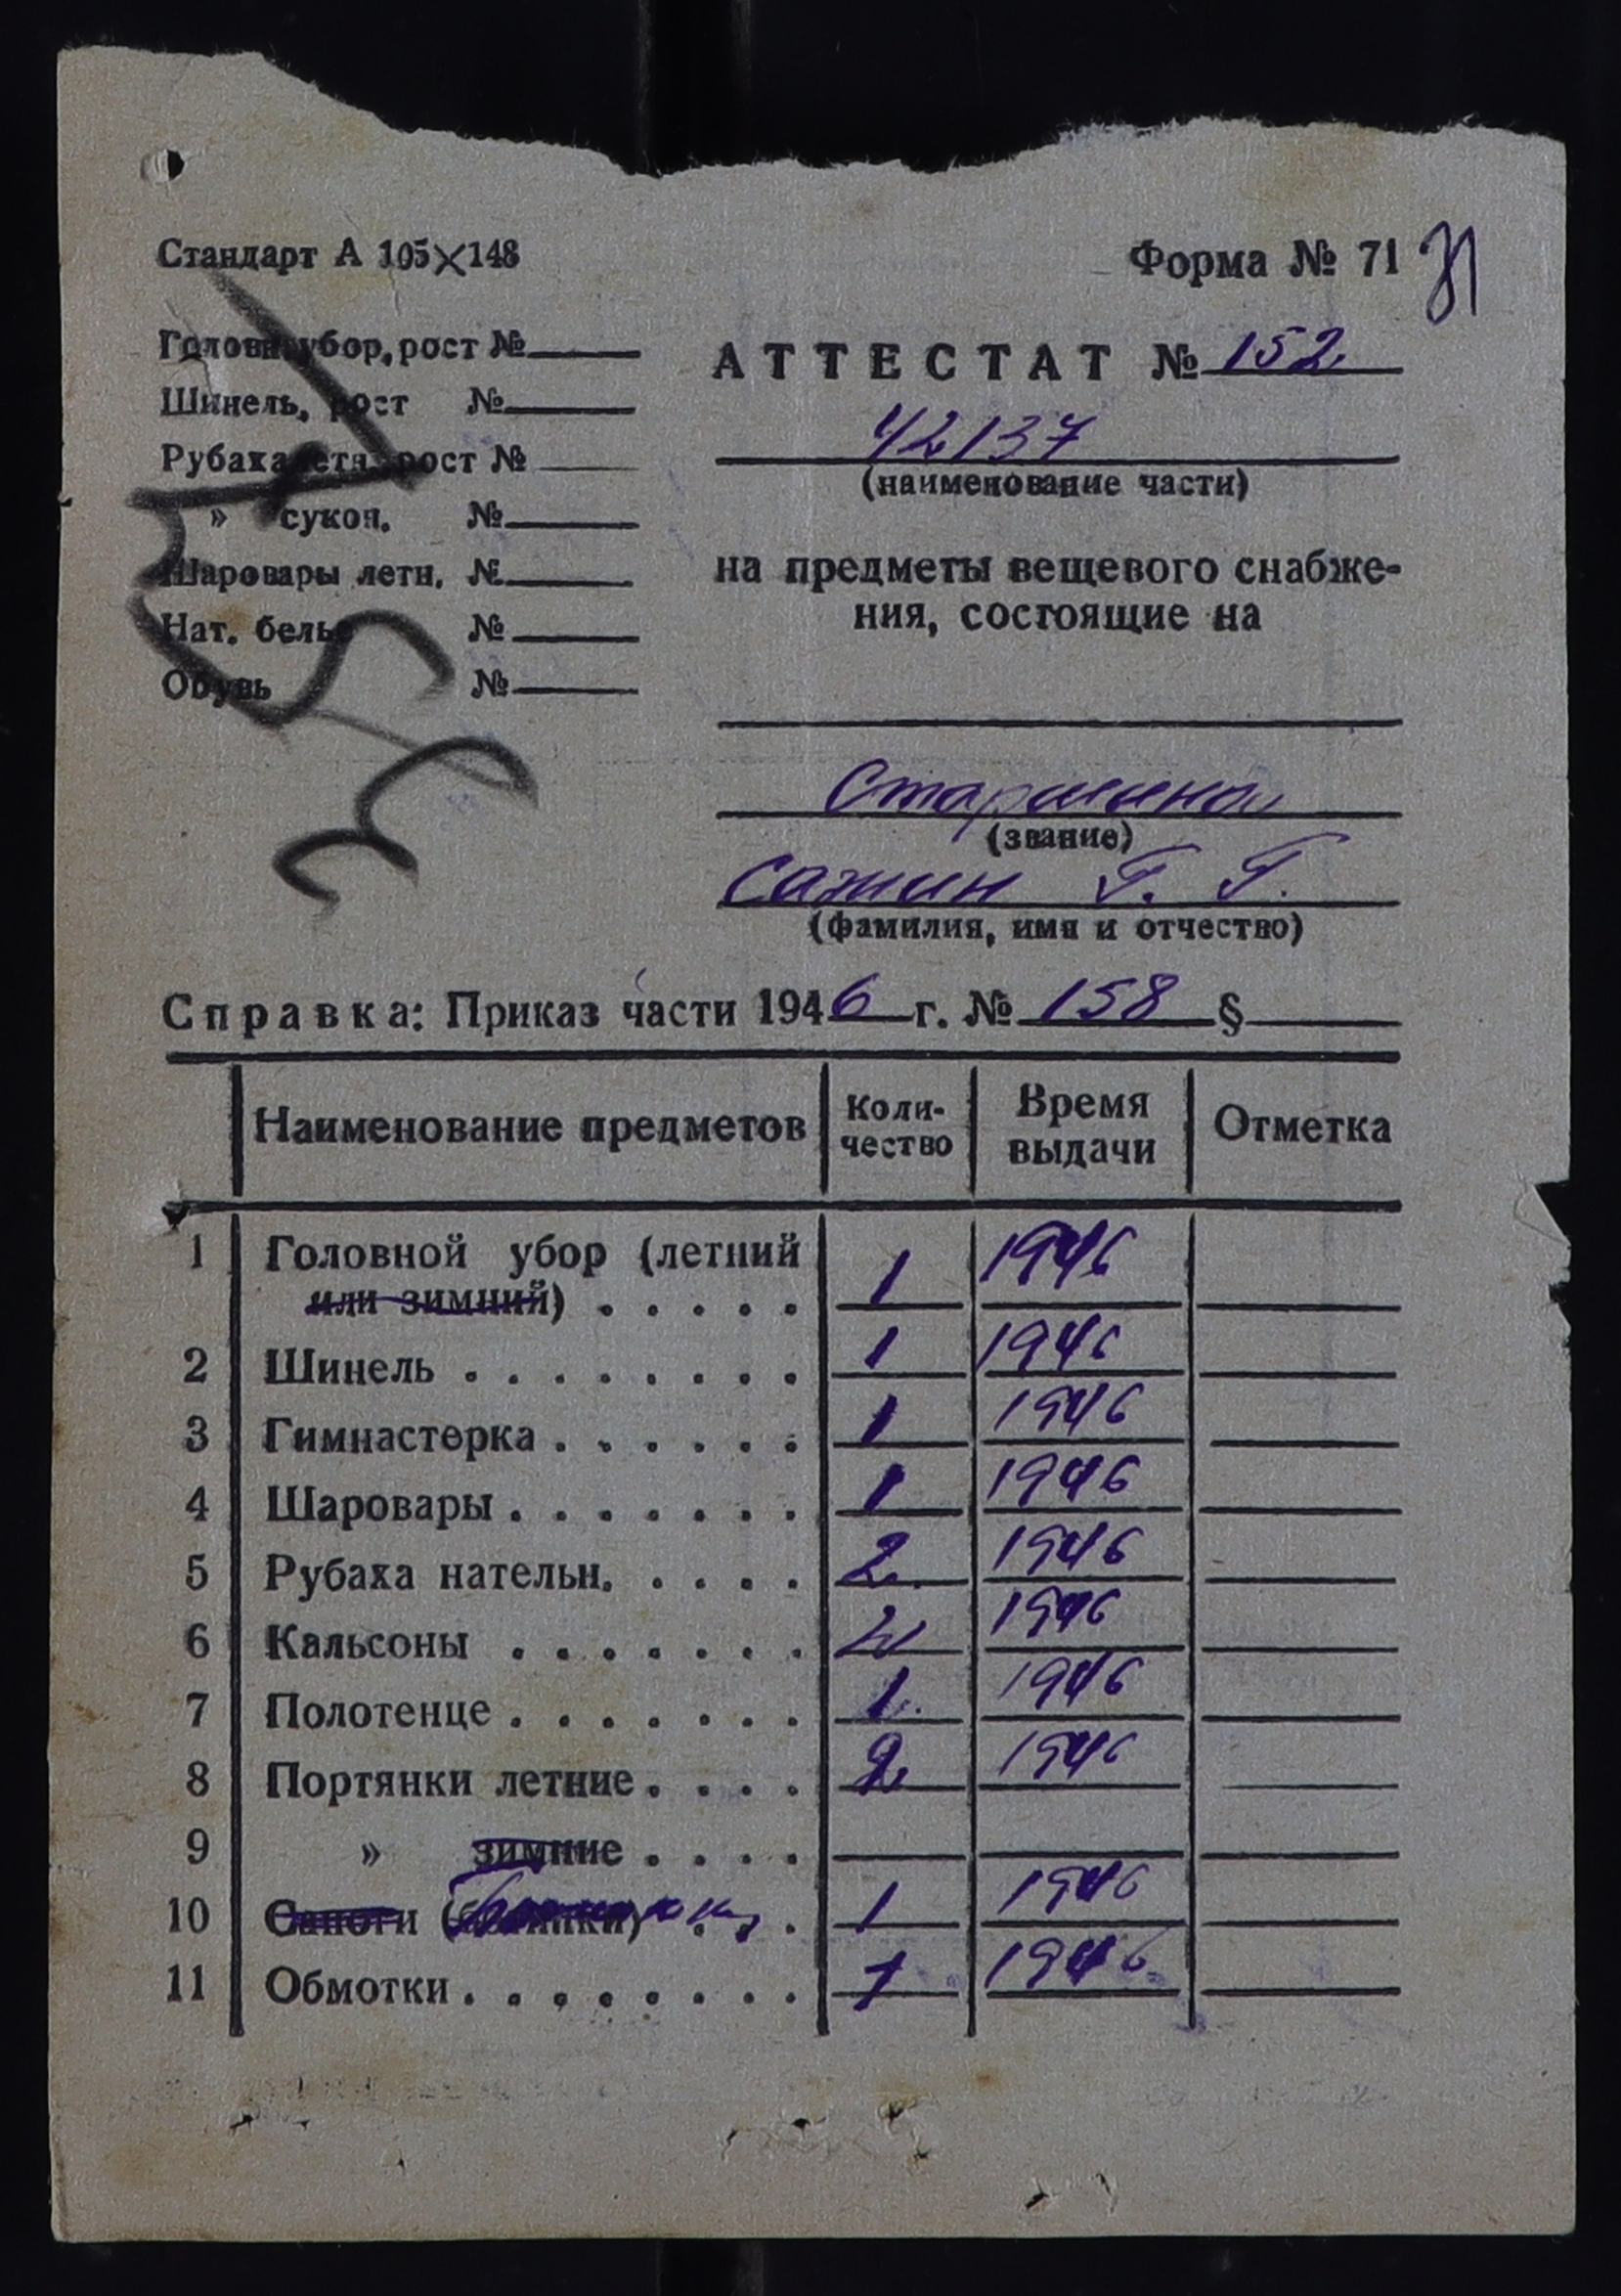 Стандарт А 105×148
Форма № 71
Головн. убор, рост №
Шинель, рост №
Рубаха летн. рост №
» сукон. №
Шаровары летн. №
Нат. белье №
Обувь №
АТТЕСТАТ № 152
42137
(наименование части)
на предметы вещевого снабже-
ния, состоящие на
Старшиной
(звание)
Сажин Г. Г.
(фамилия, имя и отчество)
Справка: Приказ части 1946 г. № 158 §
Наименование предметов Коли-чество Время выдачи Отметка
1 Головной убор (летний
или зимний) 1 1946
2 Шинель 1 1946
3 Гимнастерка 1 1946
4 Шаровары 1 1946
5 Рубаха нательн. 2 1946
6 Кальсоны 2 1946
7 Полотенце 1 1946
8 Портянки летние 2 1946
9 » зимние
10 Сапоги (ботинки) 1 1946
11 Обмотки 1 1946